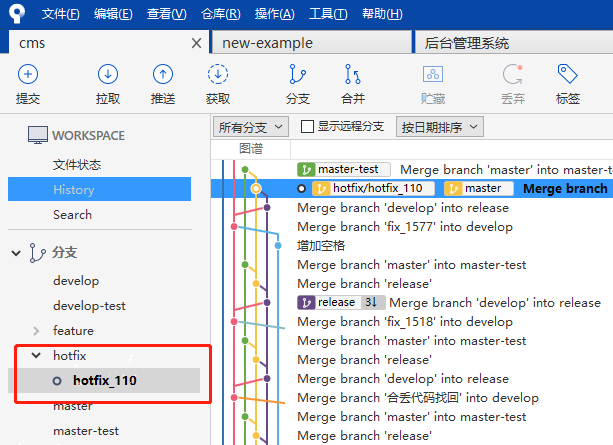 文件(F) 编辑(E) 查看(V) 仓库(R) 操作(A) 工具(T) 帮助(H)
cms new-example 后台管理系统
提交 拉取 推送 获取 分支 合并 贮藏 丢弃 标签
WORKSPACE
文件状态
History
Search
分支
develop
develop-test
feature
hotfix
hotfix_110
master
master-test
所有分支 显示远程分支 按日期排序
图谱
master-test Merge branch 'master' into master-t
hotfix/hotfix_110 master Merge branch
Merge branch 'develop' into release
Merge branch 'fix_1577' into develop
增加空格
Merge branch 'master' into master-test
Merge branch 'release'
release 3↓ Merge branch 'develop' into release
Merge branch 'fix_1518' into develop
Merge branch 'master' into master-test
Merge branch 'release'
Merge branch 'develop' into release
Merge branch '合丢代码找回' into develop
Merge branch 'master' into master-test
Merge branch 'release'